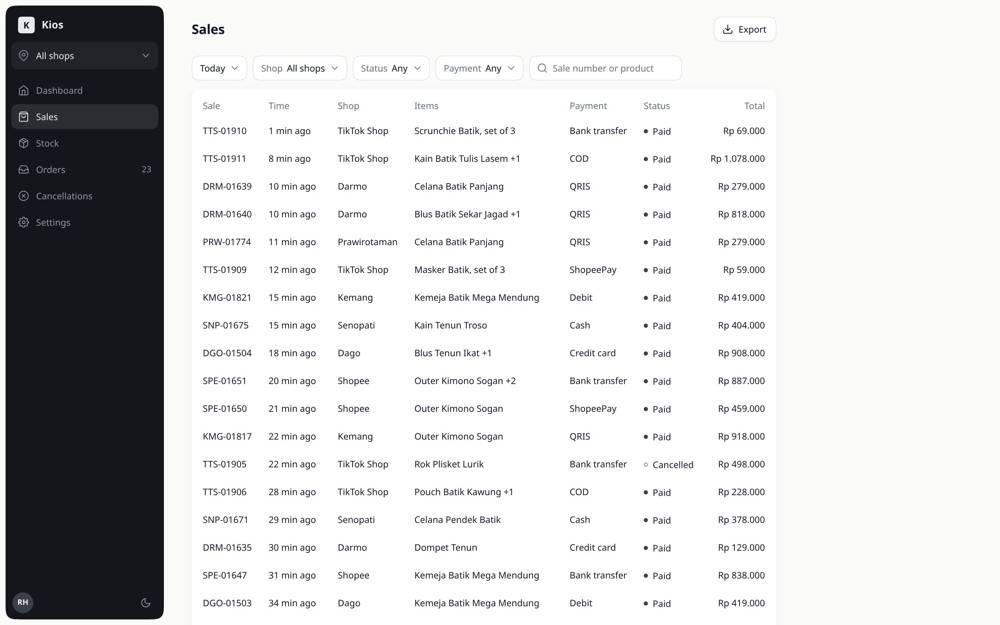 K Kios
All shops
Dashboard
Sales
Stock
Orders 23
Cancellations
Settings
RH
Sales
Export
Today Shop All shops Status Any Payment Any Sale number or product
Sale Time Shop Items Payment Status Total
TTS-01910 1 min ago TikTok Shop Scrunchie Batik, set of 3 Bank transfer Paid Rp 69.000
TTS-01911 8 min ago TikTok Shop Kain Batik Tulis Lasem +1 COD Paid Rp 1.078.000
DRM-01639 10 min ago Darmo Celana Batik Panjang QRIS Paid Rp 279.000
DRM-01640 10 min ago Darmo Blus Batik Sekar Jagad +1 QRIS Paid Rp 818.000
PRW-01774 11 min ago Prawirotaman Celana Batik Panjang QRIS Paid Rp 279.000
TTS-01909 12 min ago TikTok Shop Masker Batik, set of 3 ShopeePay Paid Rp 59.000
KMG-01821 15 min ago Kemang Kemeja Batik Mega Mendung Debit Paid Rp 419.000
SNP-01675 15 min ago Senopati Kain Tenun Troso Cash Paid Rp 404.000
DGO-01504 18 min ago Dago Blus Tenun Ikat +1 Credit card Paid Rp 908.000
SPE-01651 20 min ago Shopee Outer Kimono Sogan +2 Bank transfer Paid Rp 887.000
SPE-01650 21 min ago Shopee Outer Kimono Sogan ShopeePay Paid Rp 459.000
KMG-01817 22 min ago Kemang Outer Kimono Sogan QRIS Paid Rp 918.000
TTS-01905 22 min ago TikTok Shop Rok Plisket Lurik Bank transfer Cancelled Rp 498.000
TTS-01906 28 min ago TikTok Shop Pouch Batik Kawung +1 COD Paid Rp 228.000
SNP-01671 29 min ago Senopati Celana Pendek Batik Cash Paid Rp 378.000
DRM-01635 30 min ago Darmo Dompet Tenun Credit card Paid Rp 129.000
SPE-01647 31 min ago Shopee Kemeja Batik Mega Mendung Bank transfer Paid Rp 838.000
DGO-01503 34 min ago Dago Kemeja Batik Mega Mendung Debit Paid Rp 419.000